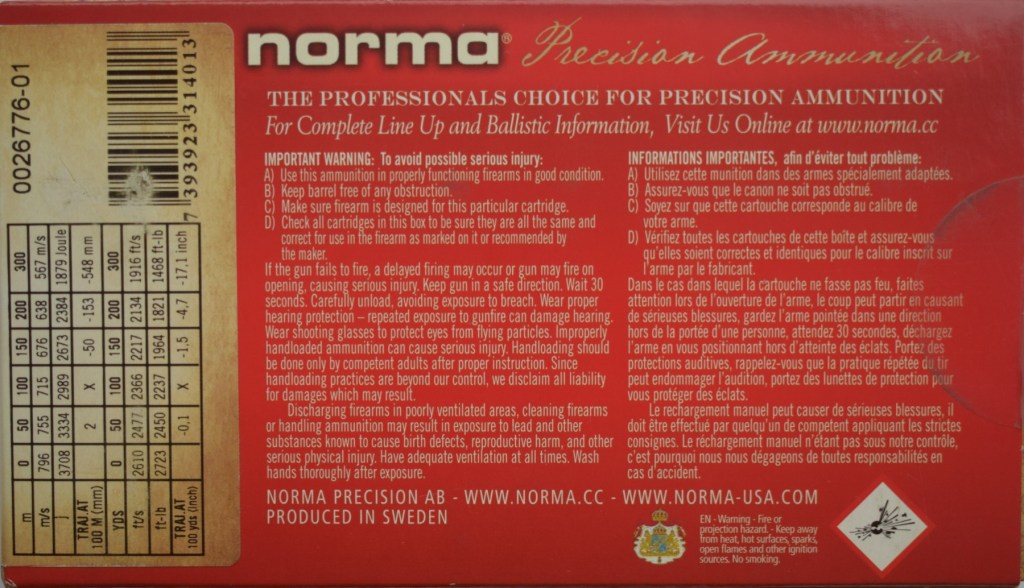 norma® Precision Ammunition
THE PROFESSIONALS CHOICE FOR PRECISION AMMUNITION
For Complete Line Up and Ballistic Information, Visit Us Online at www.norma.cc
IMPORTANT WARNING: To avoid possible serious injury:
A) Use this ammunition in properly functioning firearms in good condition.
B) Keep barrel free of any obstruction.
C) Make sure firearm is designed for this particular cartridge.
D) Check all cartridges in this box to be sure they are all the same and
correct for use in the firearm as marked on it or recommended by
the maker.
If the gun fails to fire, a delayed firing may occur or gun may fire on
opening, causing serious injury. Keep gun in a safe direction. Wait 30
seconds. Carefully unload, avoiding exposure to breach. Wear proper
hearing protection – repeated exposure to gunfire can damage hearing.
Wear shooting glasses to protect eyes from flying particles. Improperly
handloaded ammunition can cause serious injury. Handloading should
be done only by competent adults after proper instruction. Since
handloading practices are beyond our control, we disclaim all liability
for damages which may result.
Discharging firearms in poorly ventilated areas, cleaning firearms
or handling ammunition may result in exposure to lead and other
substances known to cause birth defects, reproductive harm, and other
serious physical injury. Have adequate ventilation at all times. Wash
hands thoroughly after exposure.
INFORMATIONS IMPORTANTES, afin d'éviter tout problème:
A) Utilisez cette munition dans des armes spécialement adaptées.
B) Assurez-vous que le canon ne soit pas obstrué.
C) Soyez sur que cette cartouche corresponde au calibre de
votre arme.
D) Vérifiez toutes les cartouches de cette boîte et assurez-vous
qu'elles soient correctes et identiques pour le calibre inscrit sur
l'arme par le fabricant.
Dans le cas dans lequel la cartouche ne fasse pas feu, faites
attention lors de l'ouverture de l'arme, le coup peut partir en causant
de sérieuses blessures, gardez l'arme pointée dans une direction
hors de la portée d'une personne, attendez 30 secondes, déchargez
l'arme en vous positionnant hors d'atteinte des éclats. Portez des
protections auditives, rappelez-vous que la pratique répétée du tir
peut endommager l'audition, portez des lunettes de protection pour
vous protéger des éclats.
Le rechargement manuel peut causer de sérieuses blessures, il
doit être effectué par quelqu'un de competent appliquant les strictes
consignes. Le réchargement manuel n'étant pas sous notre contrôle,
c'est pourquoi nous nous dégageons de toutes responsabilités en
cas d'accident.
NORMA PRECISION AB - WWW.NORMA.CC - WWW.NORMA-USA.COM
PRODUCED IN SWEDEN
EN - Warning - Fire or
projection hazard. - Keep away
from heat, hot surfaces, sparks,
open flames and other ignition
sources. No smoking.
0026776-01
7 39392331401 3
m 0 50 100 150 200 300
m/s 796 755 715 676 638 567 m/s
J 3708 3334 2989 2673 2384 1879 Joule
TRAJ.AT
100 M (mm) 2 X -50 -153 -548 mm
YDS 0 50 100 150 200 300
ft/s 2610 2477 2366 2217 2134 1916 ft/s
ft-lb 2723 2450 2237 1964 1821 1468 ft-lb
TRAJ.AT
100 yds (inch) -0.1 X -1.5 -4.7 -17.1 inch